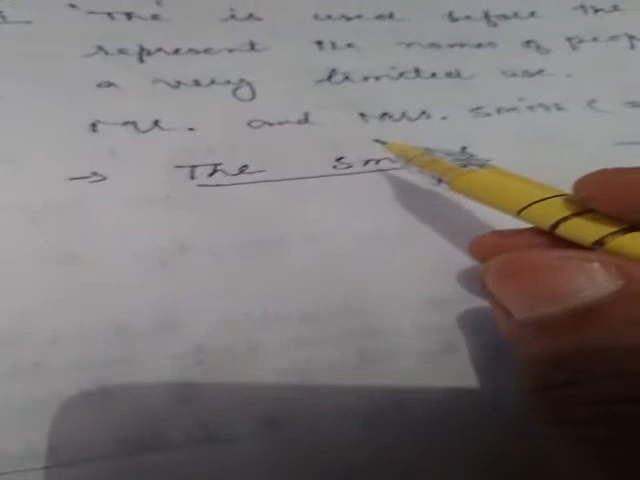 "The" is used before the
represent the names of peop
a very limited use.
Mr. and Mrs. Smith (
→ The Sm